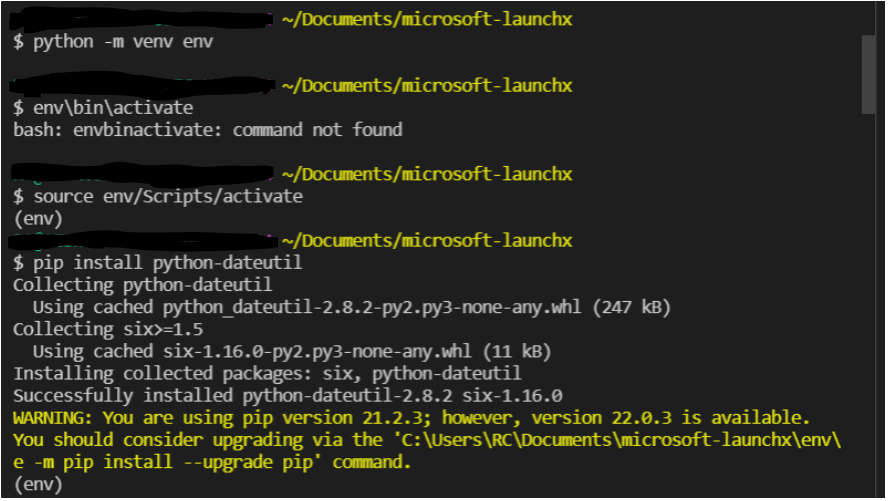 ~/Documents/microsoft-launchx
$ python -m venv env
~/Documents/microsoft-launchx
$ env\bin\activate
bash: envbinactivate: command not found
~/Documents/microsoft-launchx
$ source env/Scripts/activate
(env)
~/Documents/microsoft-launchx
$ pip install python-dateutil
Collecting python-dateutil
  Using cached python_dateutil-2.8.2-py2.py3-none-any.whl (247 kB)
Collecting six>=1.5
  Using cached six-1.16.0-py2.py3-none-any.whl (11 kB)
Installing collected packages: six, python-dateutil
Successfully installed python-dateutil-2.8.2 six-1.16.0
WARNING: You are using pip version 21.2.3; however, version 22.0.3 is available.
You should consider upgrading via the 'C:\Users\RC\Documents\microsoft-launchx\env\
e -m pip install --upgrade pip' command.
(env)